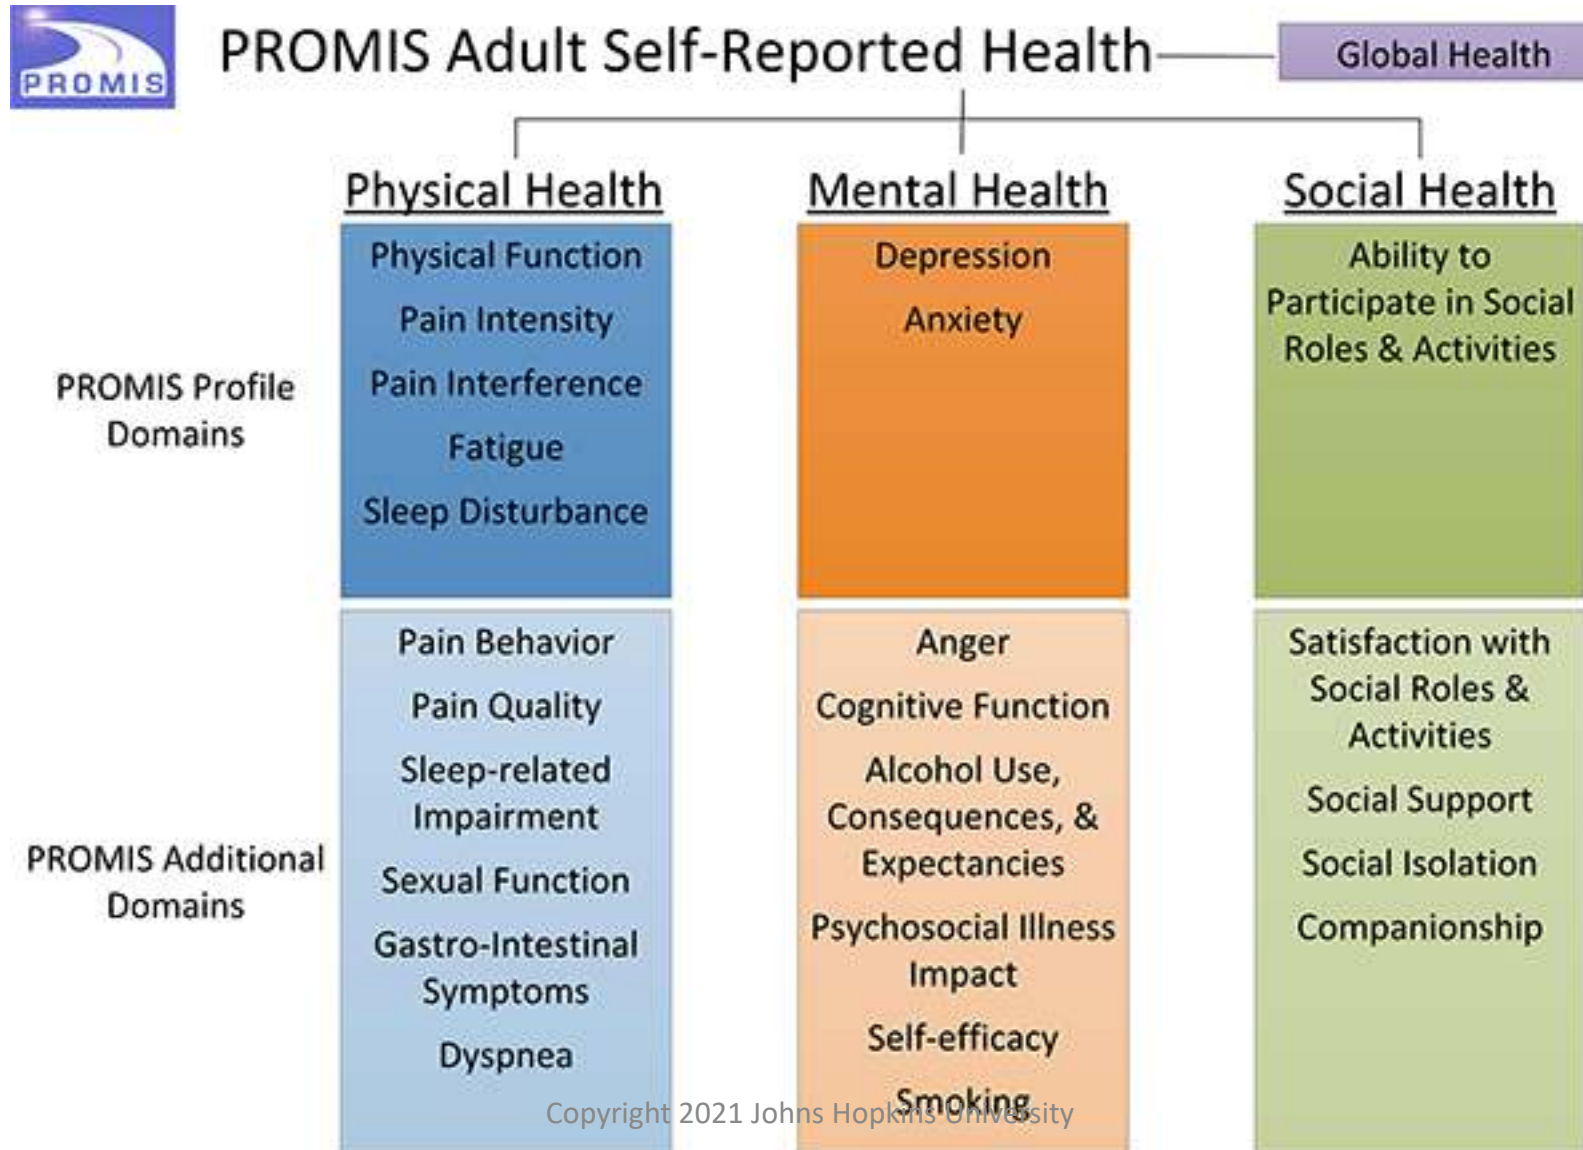 PROMIS
PROMIS Adult Self-Reported Health
Global Health
Physical Health
Mental Health
Social Health
PROMIS Profile
Domains
Physical Function
Pain Intensity
Pain Interference
Fatigue
Sleep Disturbance
Depression
Anxiety
Ability to
Participate in Social
Roles & Activities
PROMIS Additional
Domains
Pain Behavior
Pain Quality
Sleep-related
Impairment
Sexual Function
Gastro-Intestinal
Symptoms
Dyspnea
Anger
Cognitive Function
Alcohol Use,
Consequences, &
Expectancies
Psychosocial Illness
Impact
Self-efficacy
Smoking
Satisfaction with
Social Roles &
Activities
Social Support
Social Isolation
Companionship
Copyright 2021 Johns Hopkins University